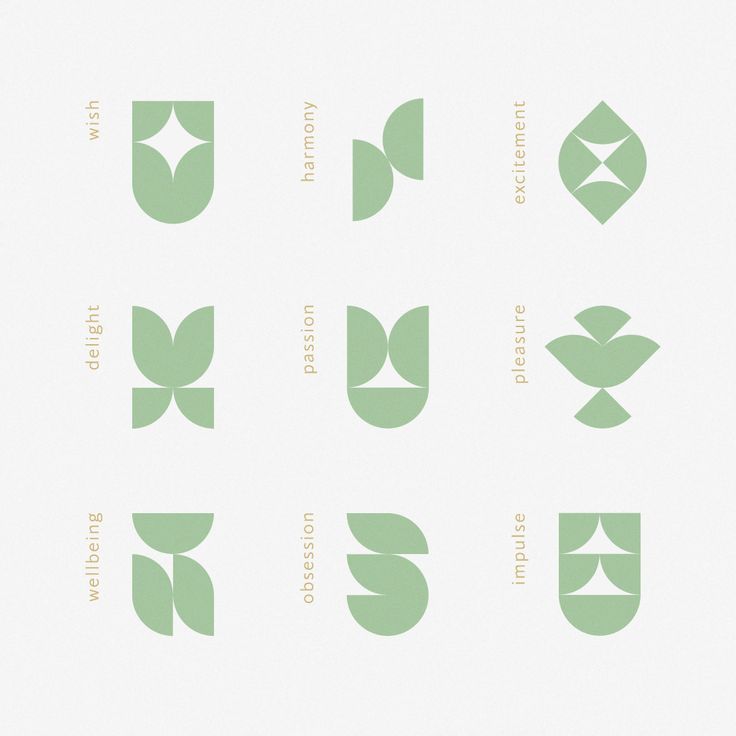 wish
harmony
excitement
delight
passion
pleasure
wellbeing
obsession
impulse